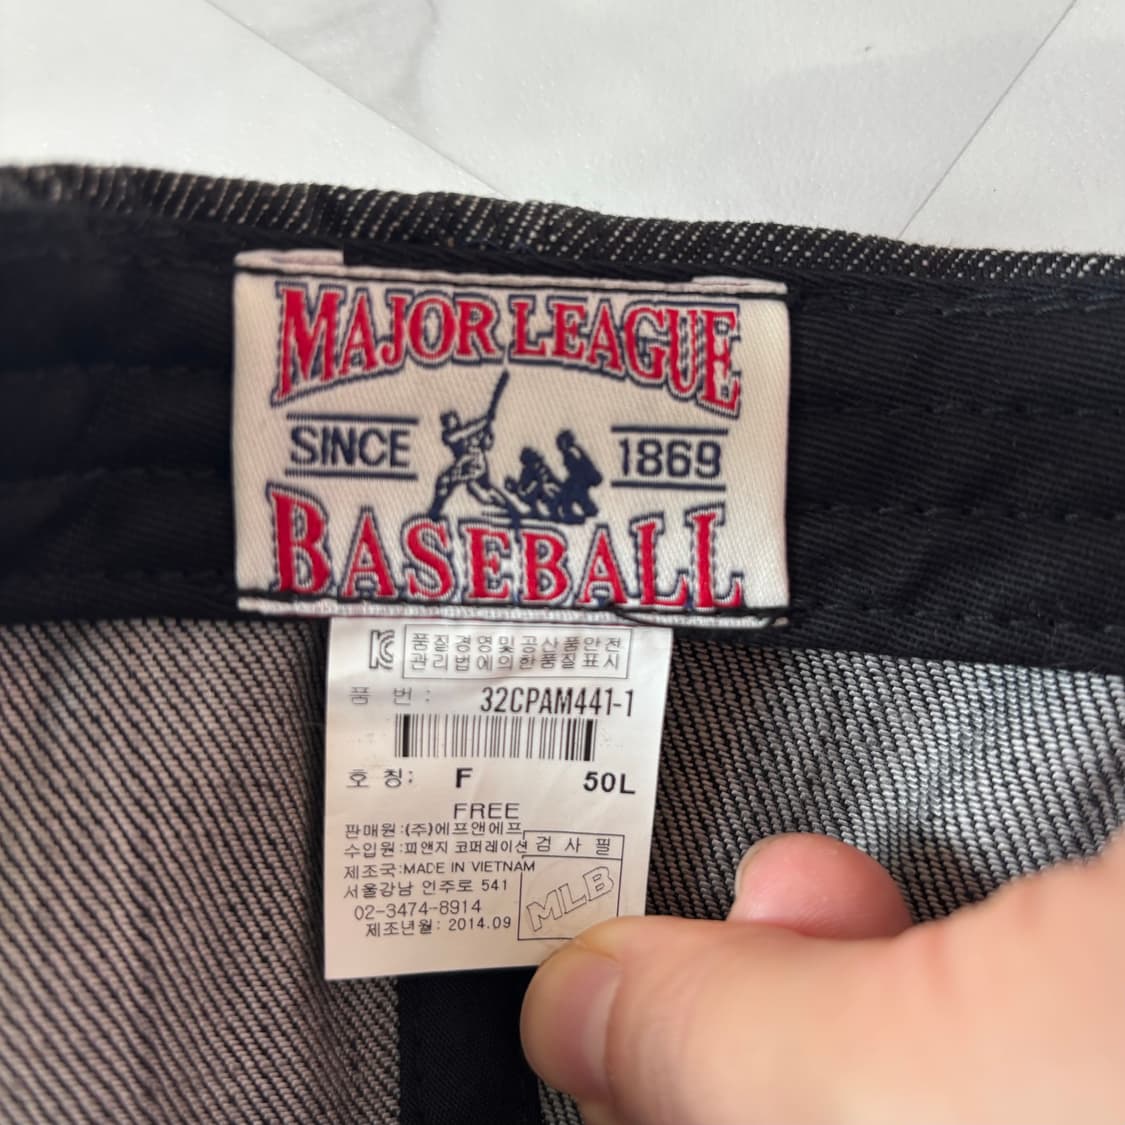 MAJOR LEAGUE
SINCE 1869
BASEBALL
품질경영및공산품안전
관리법에의한품질표시
품 번 : 32CPAM441-1
호 칭: F 50L
FREE
판매원:(주)에프앤에프
수입원:피앤지 코퍼레이션
검 사 필
제조국:MADE IN VIETNAM
MLB
서울강남 언주로 541
02-3474-8914
제조년월: 2014.09